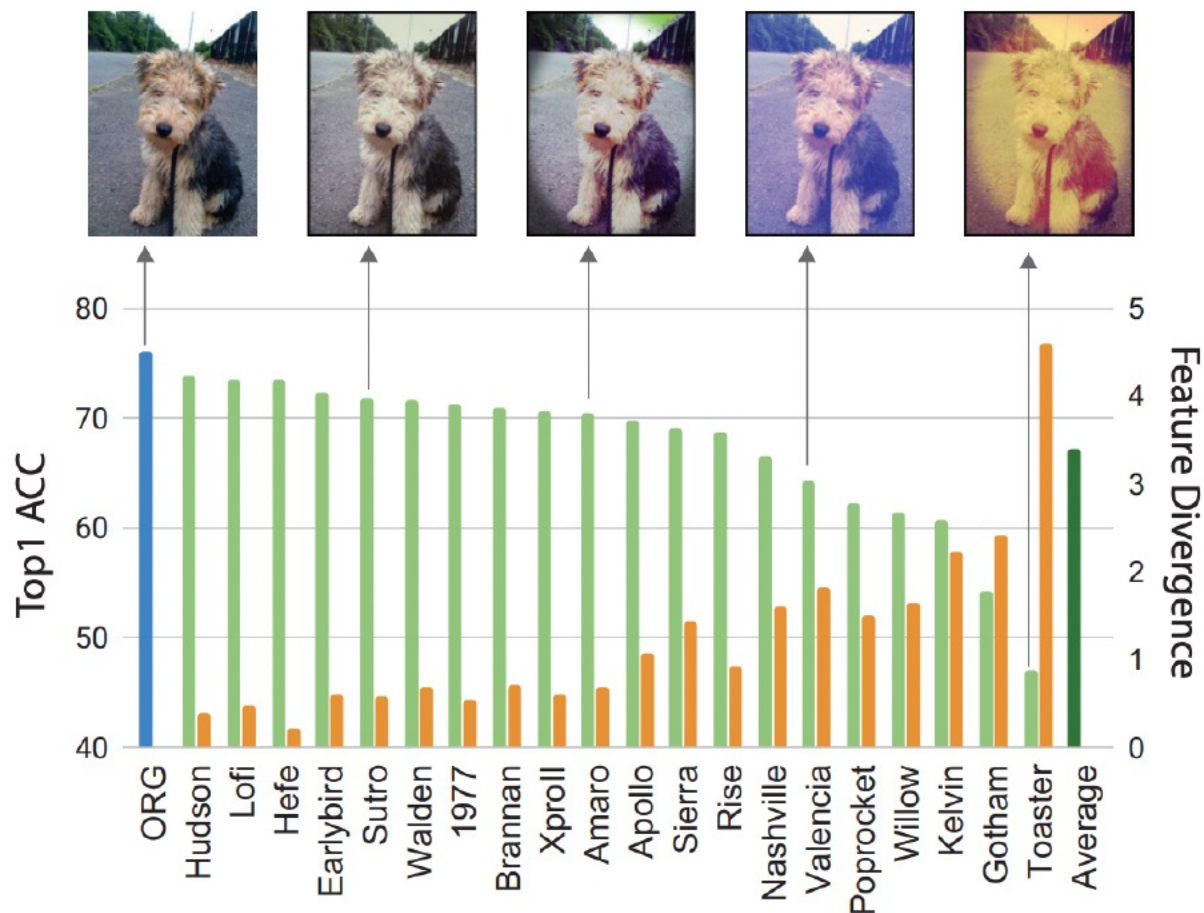 80
70
60
50
40
Top1 ACC
5
4
3
2
1
0
Feature Divergence
ORG
Hudson
Lofi
Hefe
Earlybird
Sutro
Walden
1977
Brannan
Xproll
Amaro
Apollo
Sierra
Rise
Nashville
Valencia
Poprocket
Willow
Kelvin
Gotham
Toaster
Average